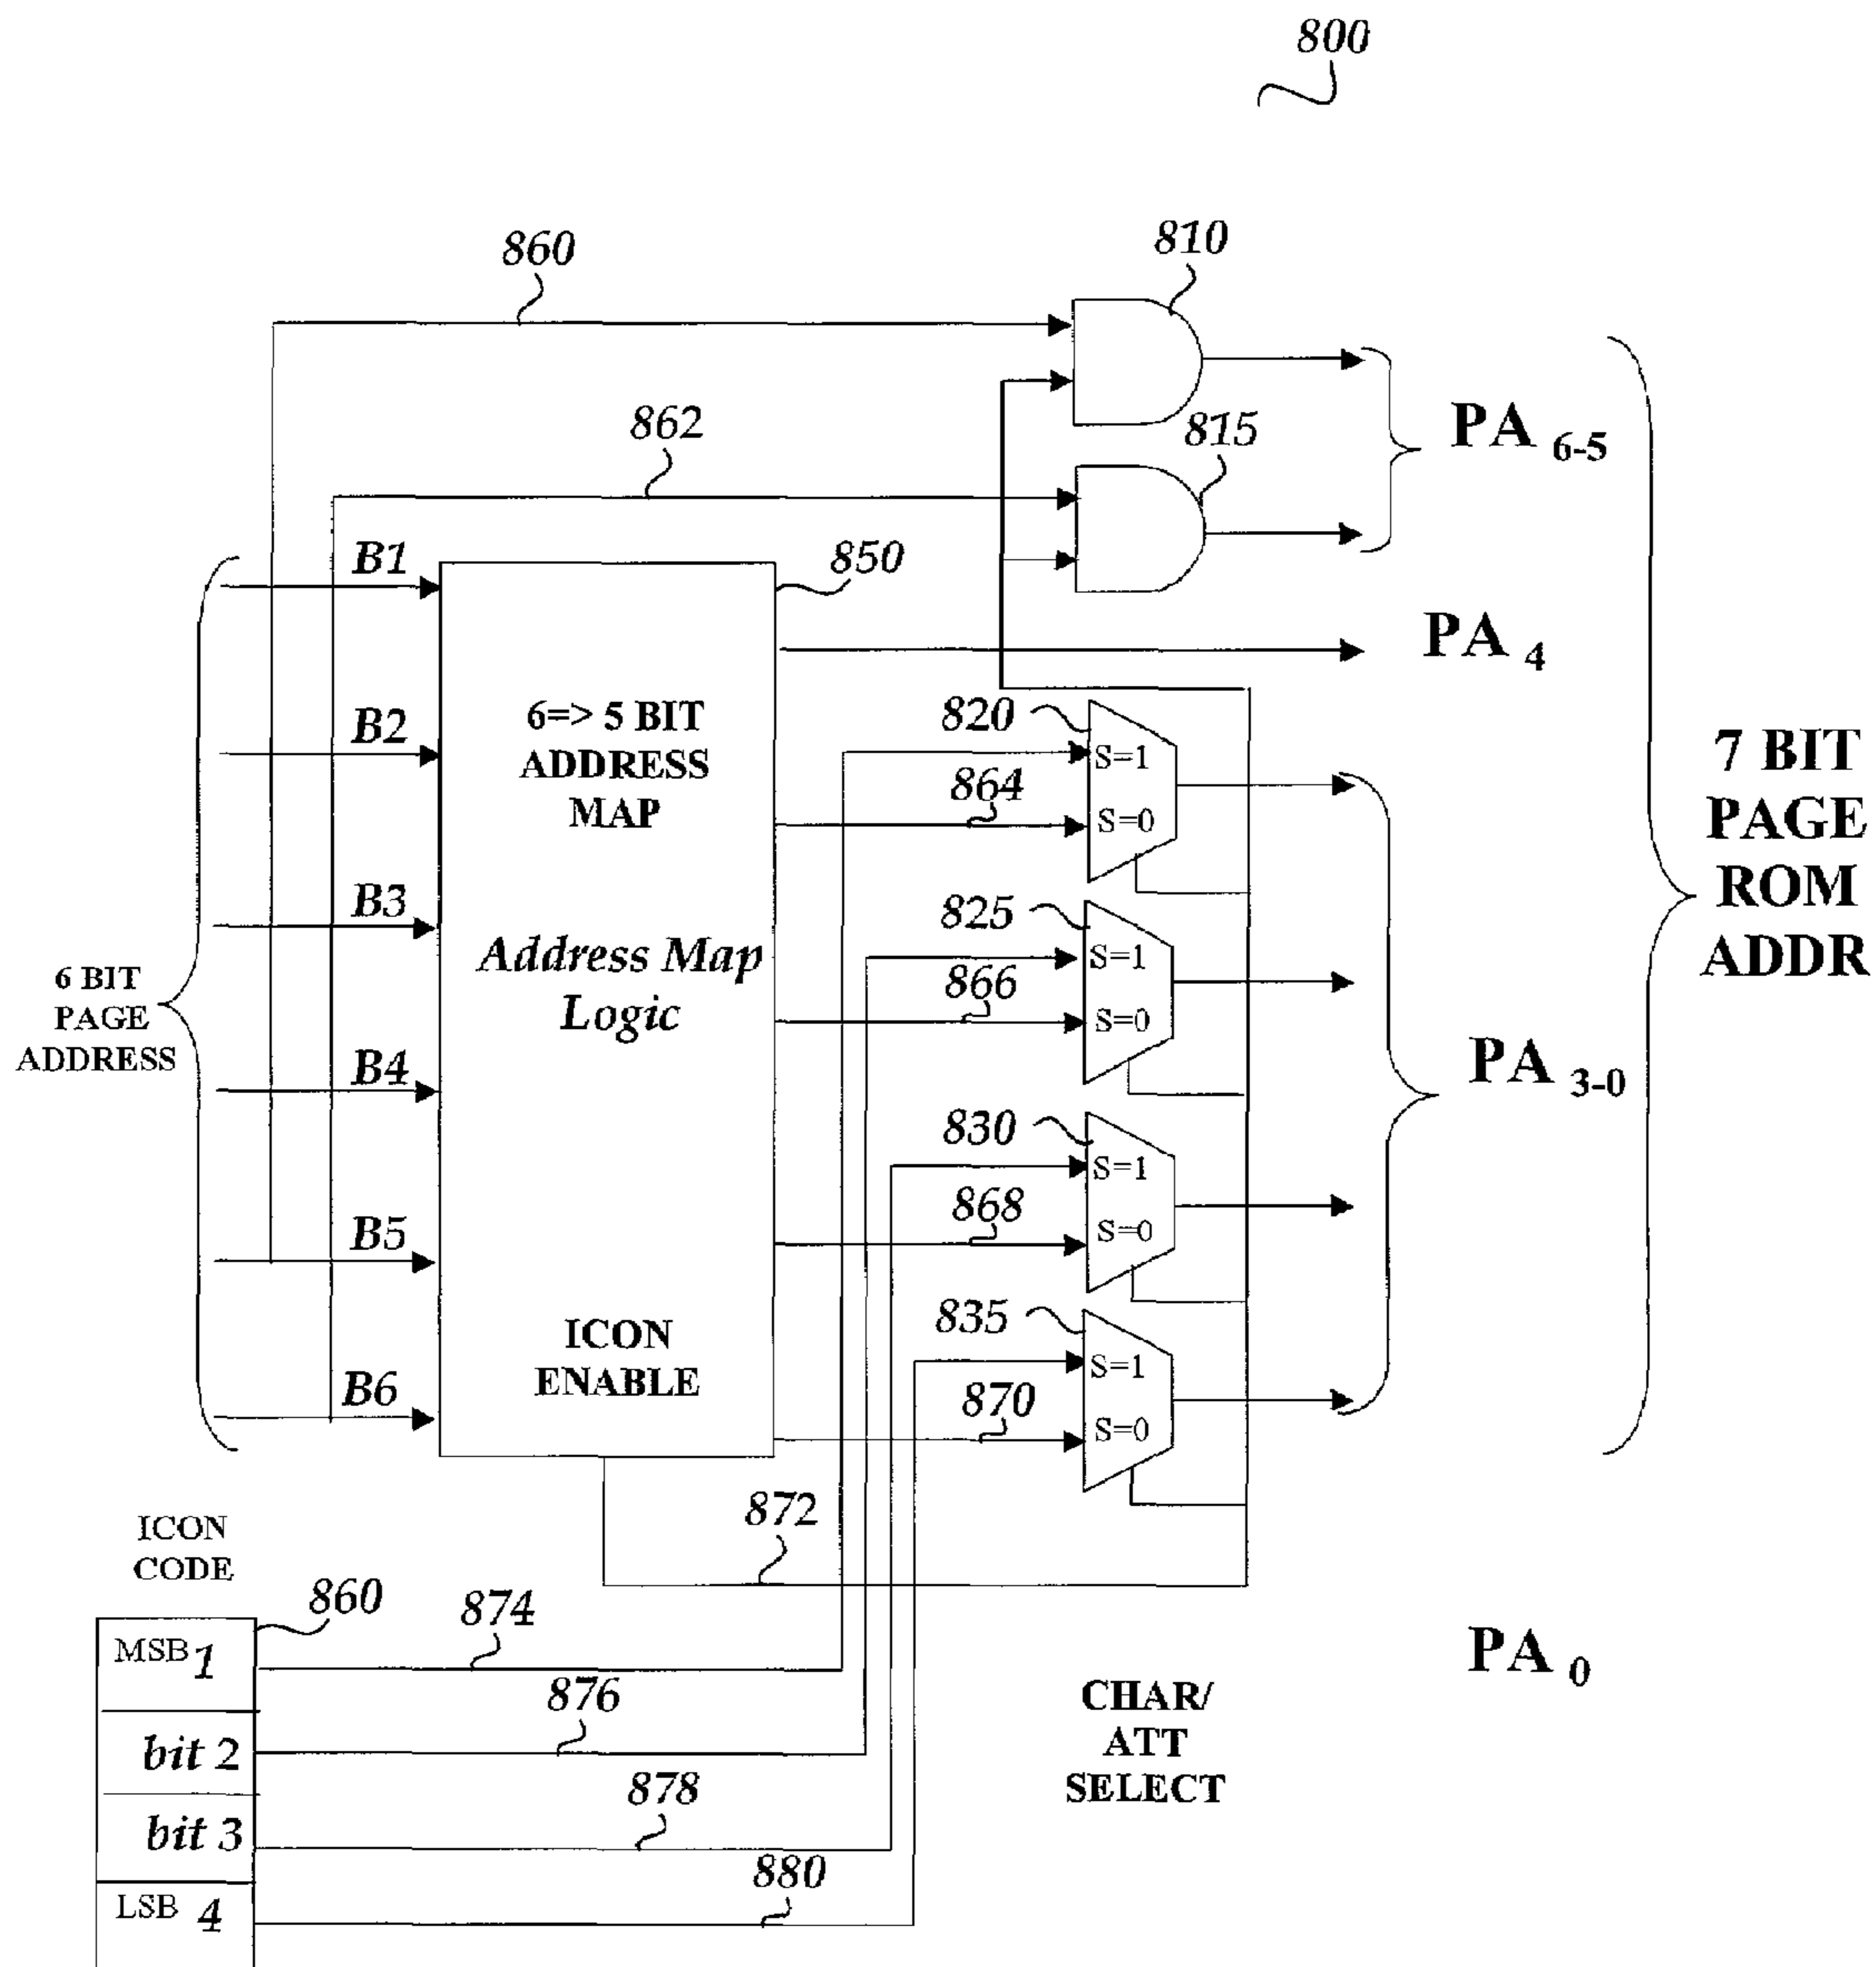 800
860
810
862
815
PA 6-5
B1
850
PA 4
B2
6=> 5 BIT
ADDRESS
MAP
820
S=1
864
S=0
7 BIT
PAGE
ROM
ADDR
B3
825
S=1
866
S=0
Address Map
Logic
6 BIT
PAGE
ADDRESS
B4
PA 3-0
830
S=1
868
S=0
B5
835
S=1
870
S=0
ICON
ENABLE
B6
872
ICON
CODE
860
874
MSB 1
876
bit 2
878
bit 3
880
LSB 4
CHAR/
ATT
SELECT
PA 0